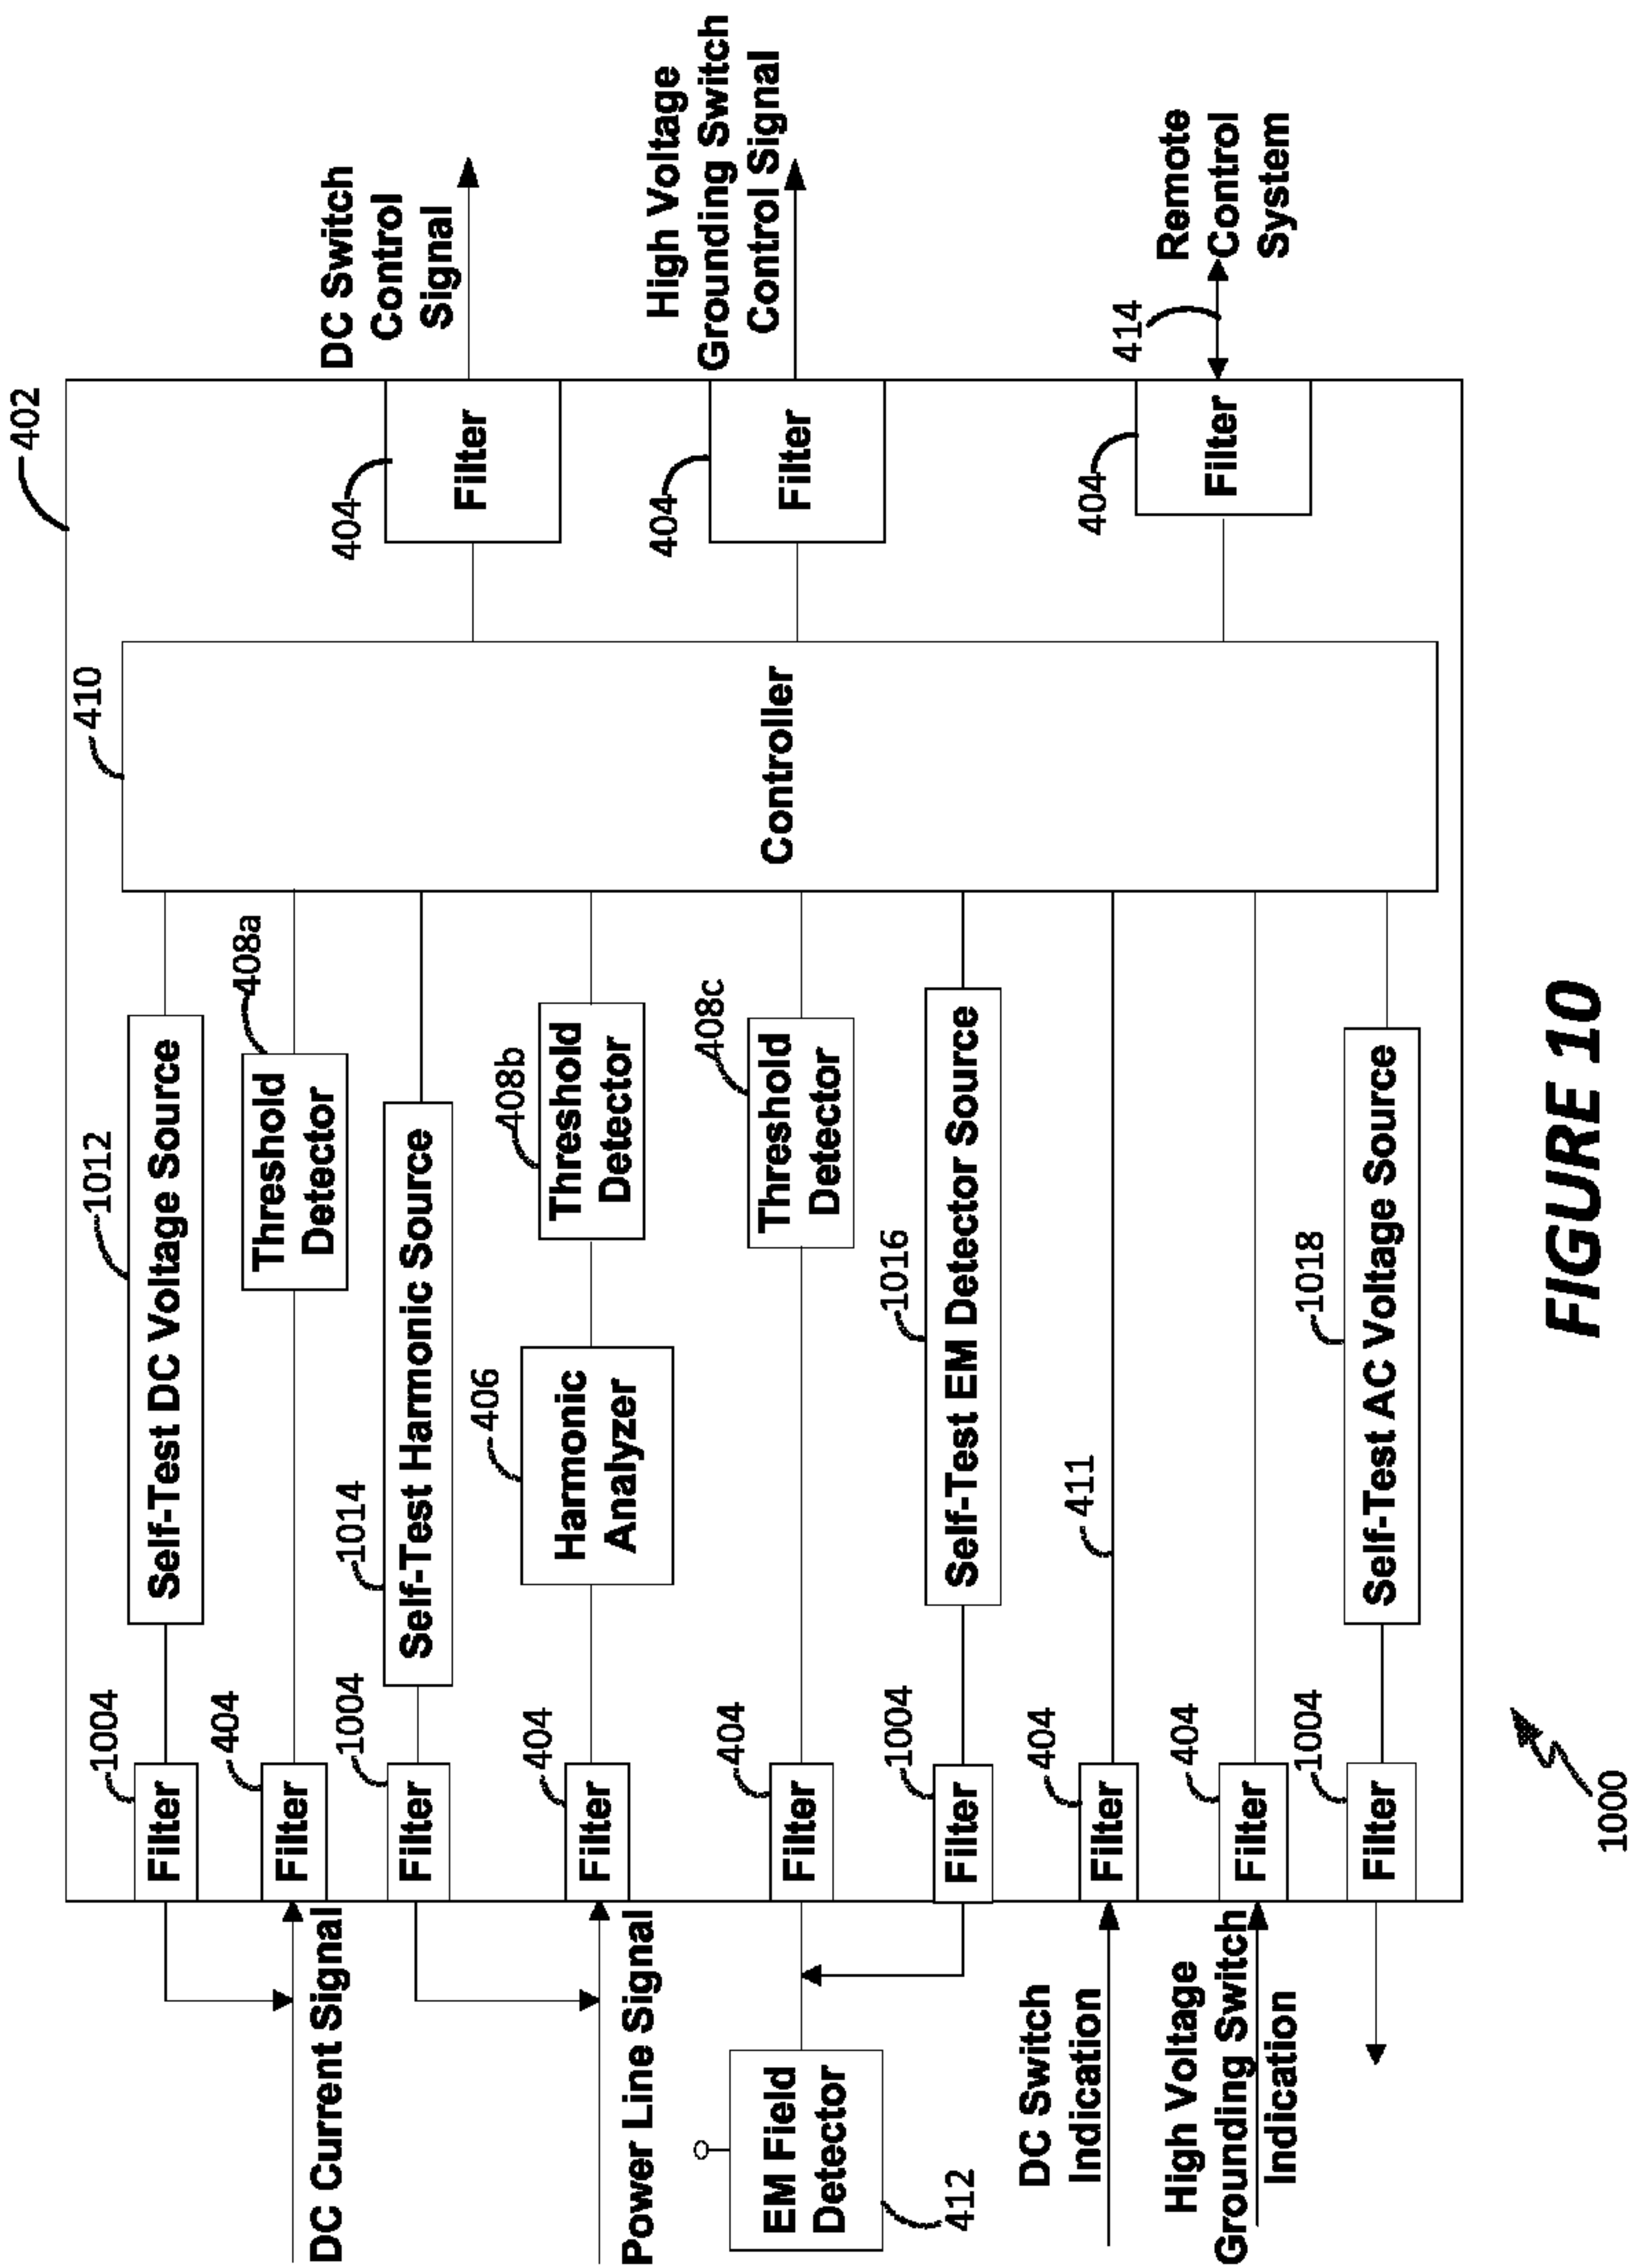 402
410
DC Switch
Control
Signal
High Voltage
Grounding Switch
Control Signal
Remote
Control
System
414
404
Filter
404
Filter
404
Filter
Controller
1012
Self-Test DC Voltage Source
1004
Filter
408a
Threshold
Detector
404
Filter
DC Current Signal
1014
Self-Test Harmonic Source
1004
Filter
408b
Threshold
Detector
406
Harmonic
Analyzer
404
Filter
Power Line Signal
408c
Threshold
Detector
404
Filter
EM Field
Detector
412
1016
Self-Test EM Detector Source
1004
Filter
411
404
Filter
DC Switch
Indication
404
Filter
High Voltage
Grounding Switch
Indication
1018
Self-Test AC Voltage Source
1004
Filter
1000
FIGURE 10